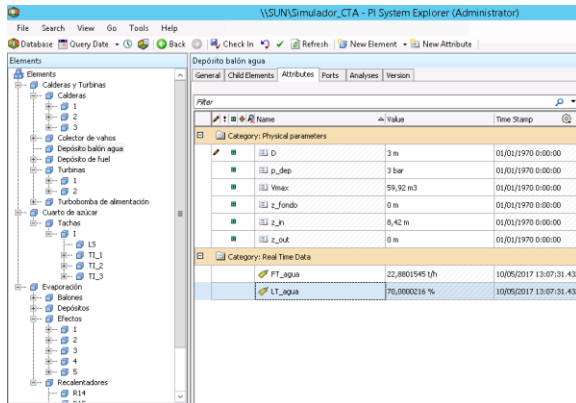 \\SUN\Simulador_CTA - PI System Explorer (Administrator)
File Search View Go Tools Help
Database Query Date Back Check In Refresh New Element New Attribute
Elements
Elements
Calderas y Turbinas
Calderas
1
2
3
Colector de vahos
Depósito balón agua
Depósito de fuel
Turbinas
1
2
Turbobomba de alimentación
Cuarto de azúcar
Tachas
I
LS
TI_1
TI_2
TI_3
Evaporación
Balones
Depósitos
Efectos
1
2
3
4
5
Recalentadores
R14
Depósito balón agua
General Child Elements Attributes Ports Analyses Version
Filter
Name Value Time Stamp
Category: Physical parameters
D 3 m 01/01/1970 0:00:00
p_dep 3 bar 01/01/1970 0:00:00
Vmax 59,92 m3 01/01/1970 0:00:00
z_fondo 0 m 01/01/1970 0:00:00
z_in 8,42 m 01/01/1970 0:00:00
z_out 0 m 01/01/1970 0:00:00
Category: Real Time Data
FT_agua 22,8801545 t/h 10/05/2017 13:07:31.43
LT_agua 70,0000216 % 10/05/2017 13:07:31.43